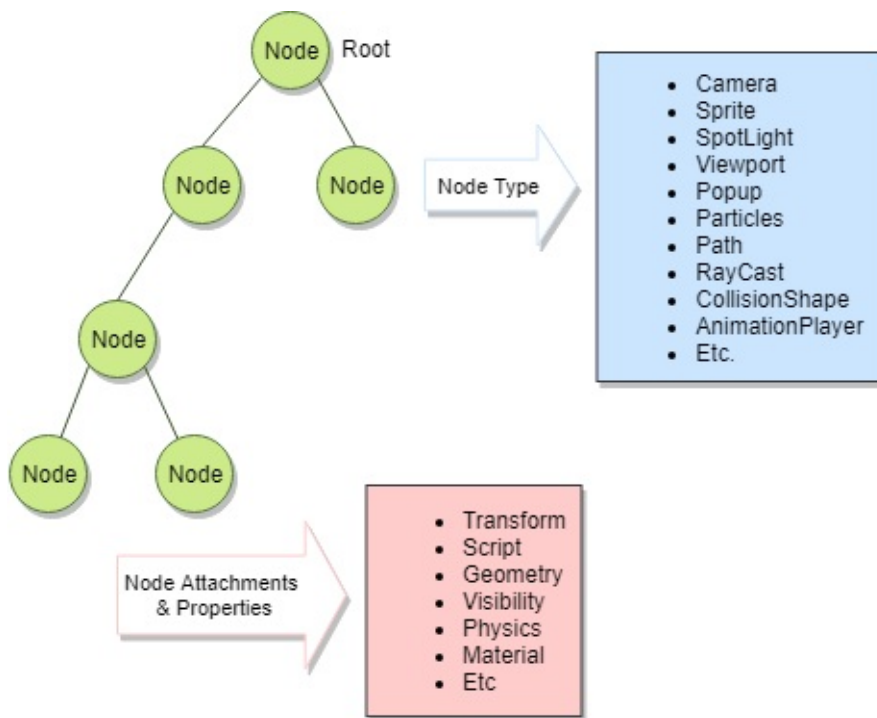 Node Root
Node
Node
Node
Node
Node
Node Type
• Camera
• Sprite
• SpotLight
• Viewport
• Popup
• Particles
• Path
• RayCast
• CollisionShape
• AnimationPlayer
• Etc.
Node Attachments
& Properties
• Transform
• Script
• Geometry
• Visibility
• Physics
• Material
• Etc